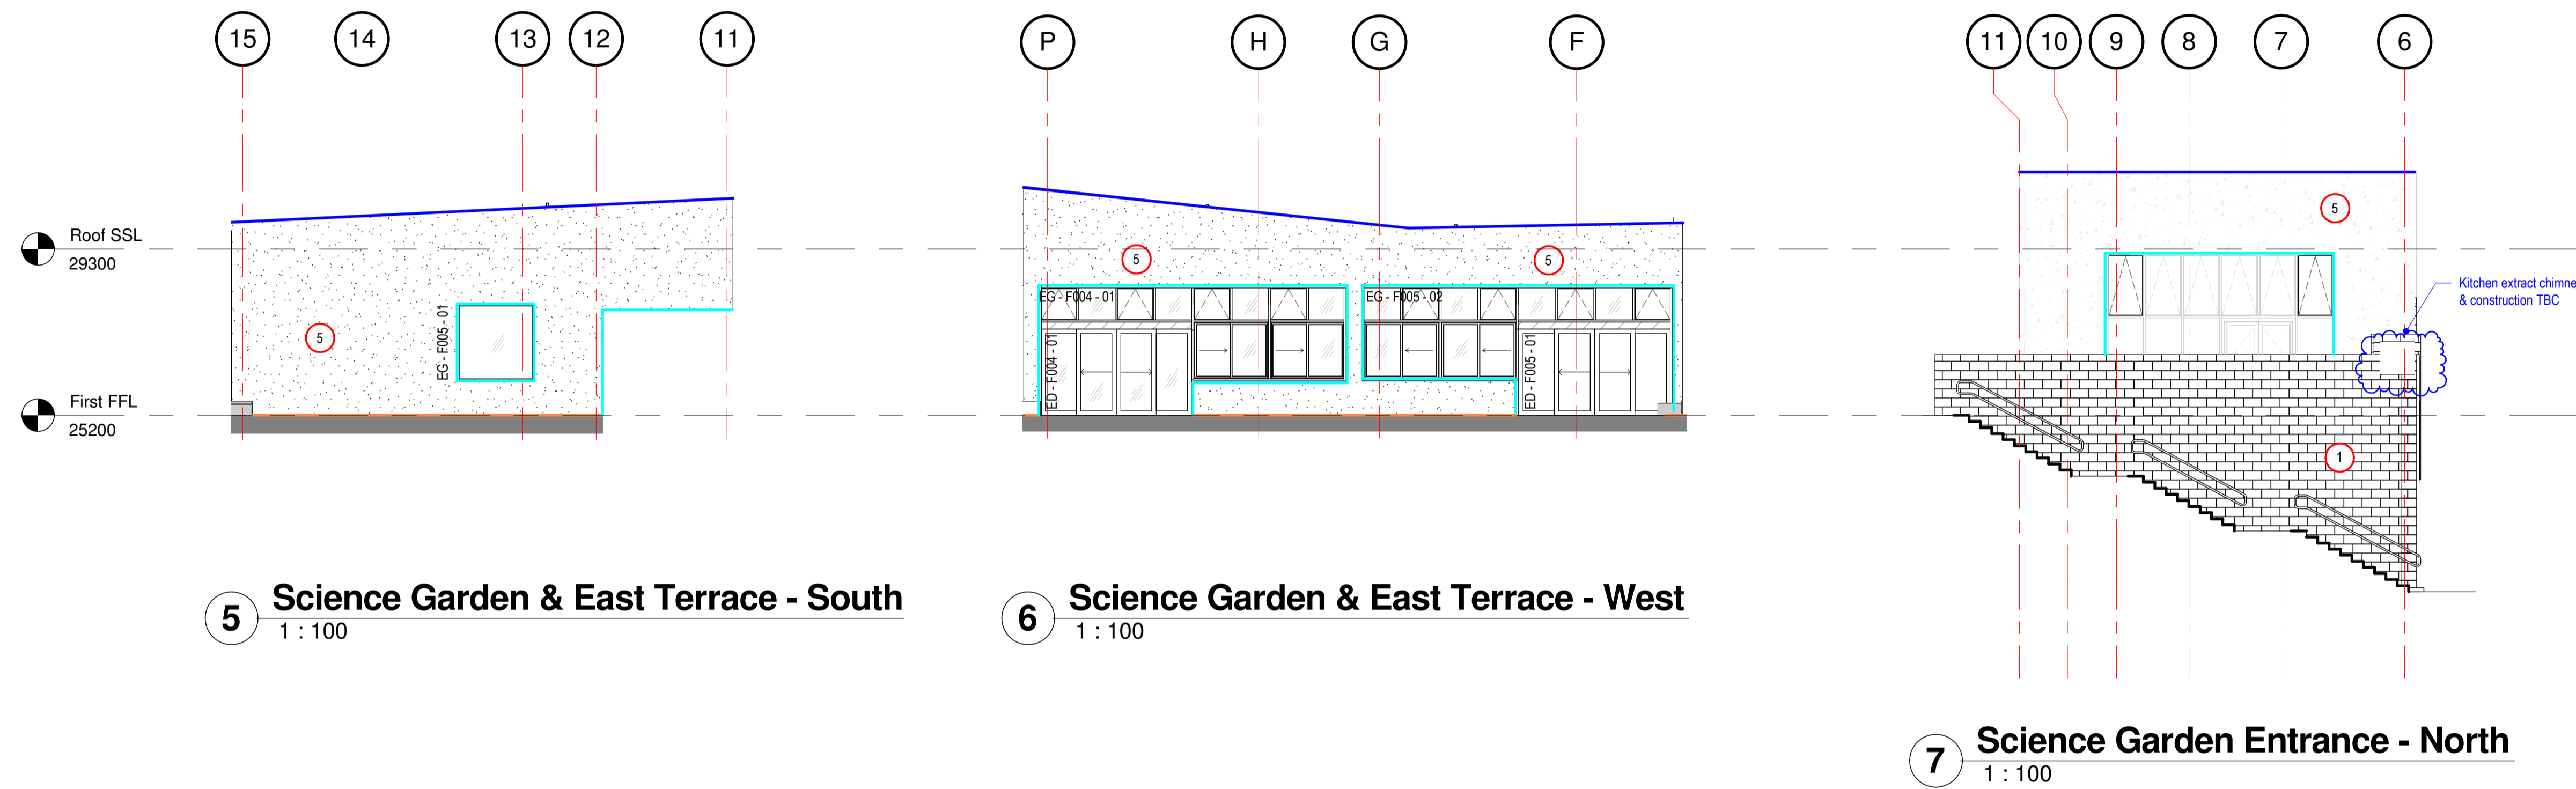 15 14 13 12 11
P H G F
11 10 9 8 7 6
Roof SSL
29300
First FFL
25200
5
EG - F005 - 01
5
5
EG - F004 - 01
EG - F005 - 02
ED - F004 - 01
ED - F005 - 01
5
Kitchen extract chimne
& construction TBC
1
5 Science Garden & East Terrace - South
1 : 100
6 Science Garden & East Terrace - West
1 : 100
7 Science Garden Entrance - North
1 : 100